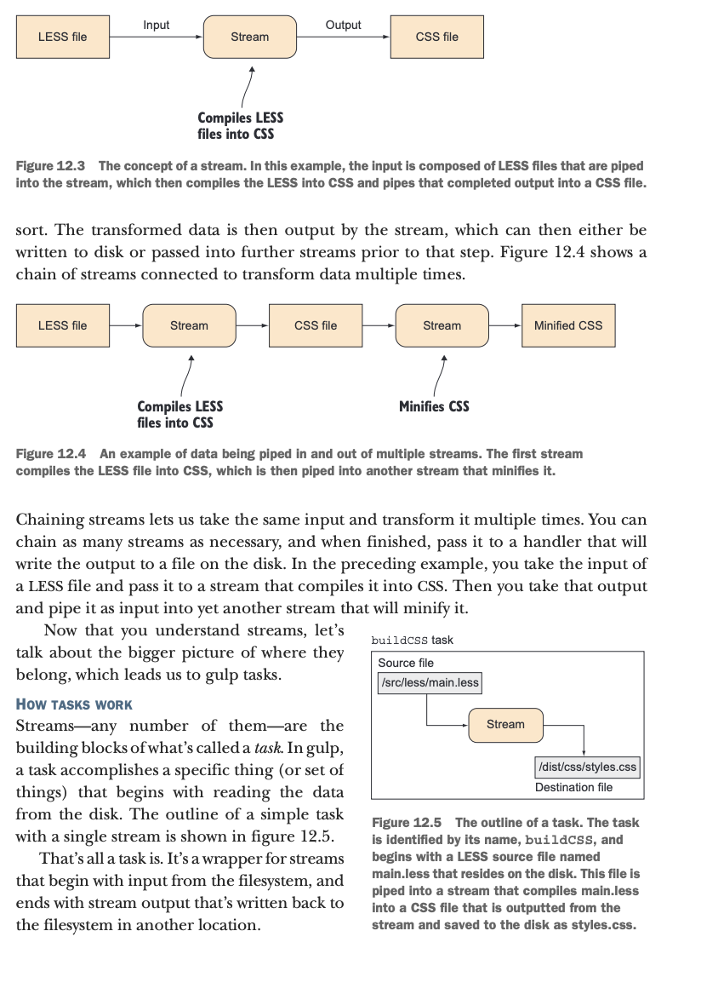 LESS file
Input
Stream
Output
CSS file
Compiles LESS
files into CSS
Figure 12.3 The concept of a stream. In this example, the input is composed of LESS files that are piped
into the stream, which then compiles the LESS into CSS and pipes that completed output into a CSS file.
sort. The transformed data is then output by the stream, which can then either be
written to disk or passed into further streams prior to that step. Figure 12.4 shows a
chain of streams connected to transform data multiple times.
LESS file
Stream
CSS file
Stream
Minified CSS
Compiles LESS
files into CSS
Minifies CSS
Figure 12.4 An example of data being piped in and out of multiple streams. The first stream
compiles the LESS file into CSS, which is then piped into another stream that minifies it.
Chaining streams lets us take the same input and transform it multiple times. You can
chain as many streams as necessary, and when finished, pass it to a handler that will
write the output to a file on the disk. In the preceding example, you take the input of
a LESS file and pass it to a stream that compiles it into CSS. Then you take that output
and pipe it as input into yet another stream that will minify it.
Now that you understand streams, let's
talk about the bigger picture of where they
belong, which leads us to gulp tasks.
HOW TASKS WORK
Streams—any number of them—are the
building blocks of what's called a task. In gulp,
a task accomplishes a specific thing (or set of
things) that begins with reading the data
from the disk. The outline of a simple task
with a single stream is shown in figure 12.5.
That's all a task is. It's a wrapper for streams
that begin with input from the filesystem, and
ends with stream output that's written back to
the filesystem in another location.
buildCSS task
Source file
/src/less/main.less
Stream
/dist/css/styles.css
Destination file
Figure 12.5 The outline of a task. The task
is identified by its name, buildCSS, and
begins with a LESS source file named
main.less that resides on the disk. This file is
piped into a stream that compiles main.less
into a CSS file that is outputted from the
stream and saved to the disk as styles.css.